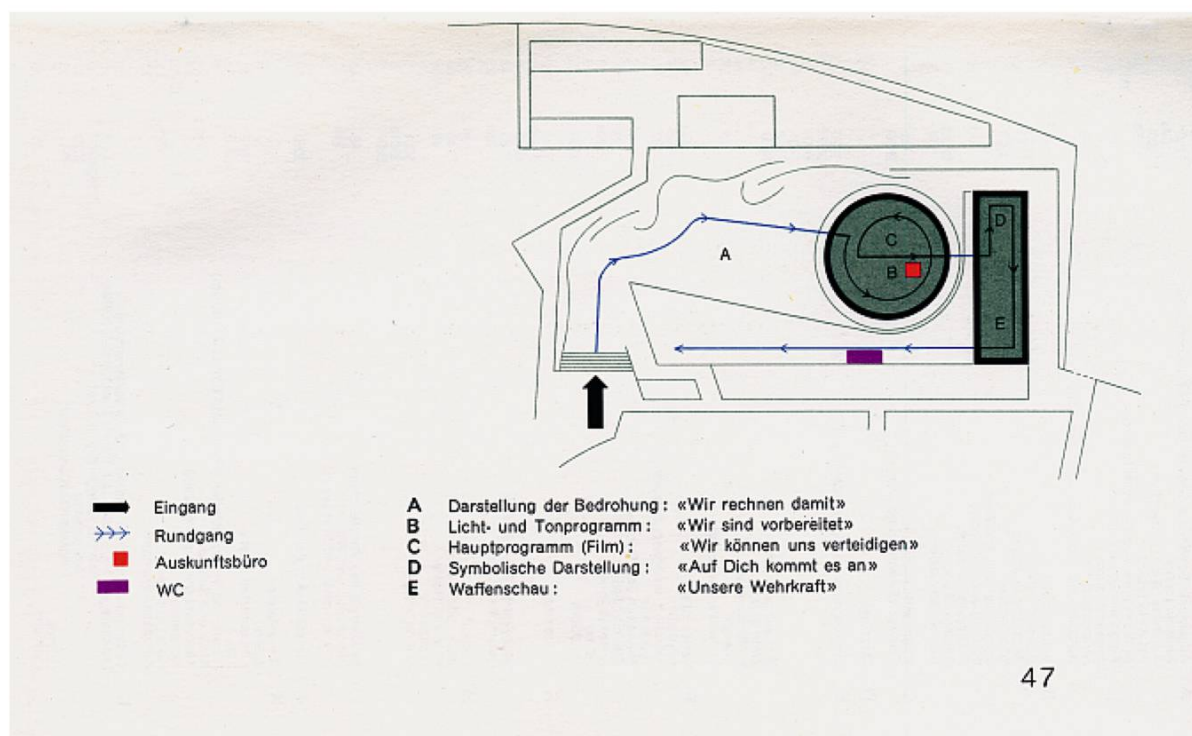 A
C
B
D
E
Eingang
Rundgang
Auskunftsbüro
WC
A Darstellung der Bedrohung: «Wir rechnen damit»
B Licht- und Tonprogramm: «Wir sind vorbereitet»
C Hauptprogramm (Film): «Wir können uns verteidigen»
D Symbolische Darstellung: «Auf Dich kommt es an»
E Waffenschau: «Unsere Wehrkraft»
47